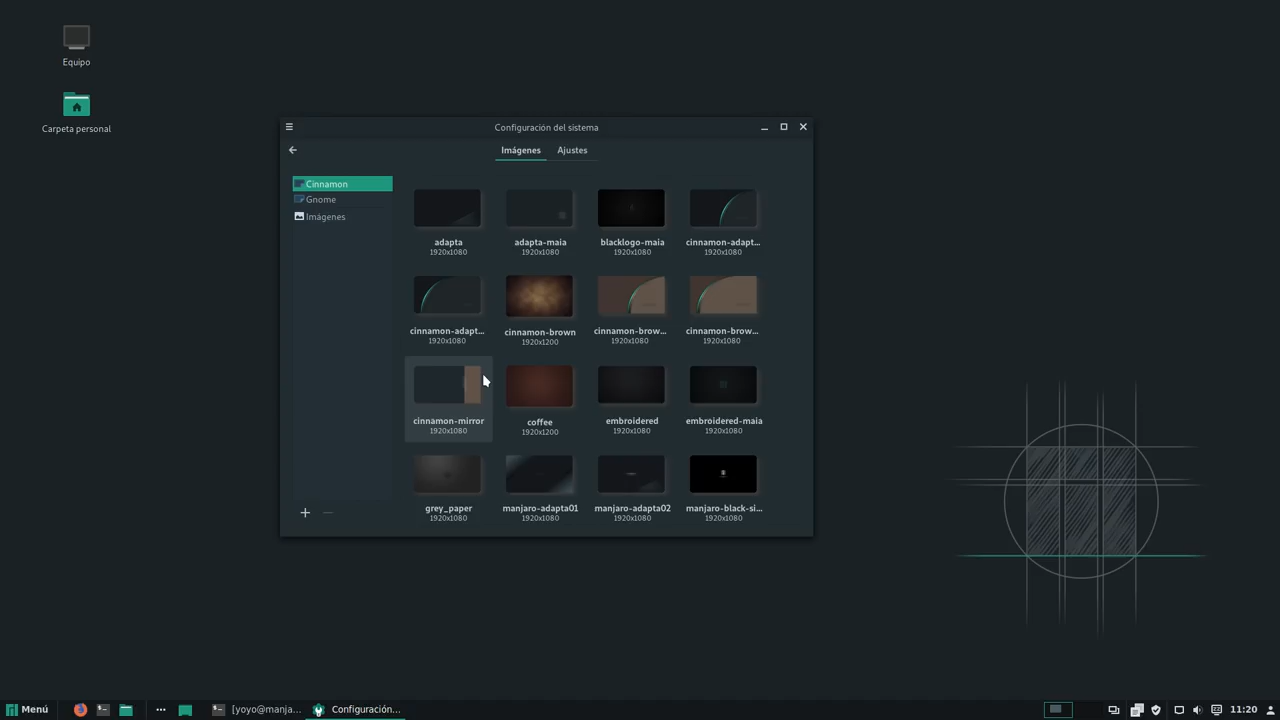 Equipo
Carpeta personal
Configuración del sistema
Imágenes
Ajustes
Cinnamon
Gnome
Imágenes
adapta
1920x1080
adapta-maia
1920x1080
blacklogo-maia
1920x1080
cinnamon-adapt...
1920x1080
cinnamon-adapt...
1920x1080
cinnamon-brown
1920x1200
cinnamon-brow...
1920x1080
cinnamon-brow...
1920x1080
cinnamon-mirror
1920x1080
coffee
1920x1200
embroidered
1920x1080
embroidered-maia
1920x1080
grey_paper
1920x1080
manjaro-adapta01
1920x1080
manjaro-adapta02
1920x1080
manjaro-black-si...
1920x1080
Menú
[yoyo@manja...
Configuración...
11:20